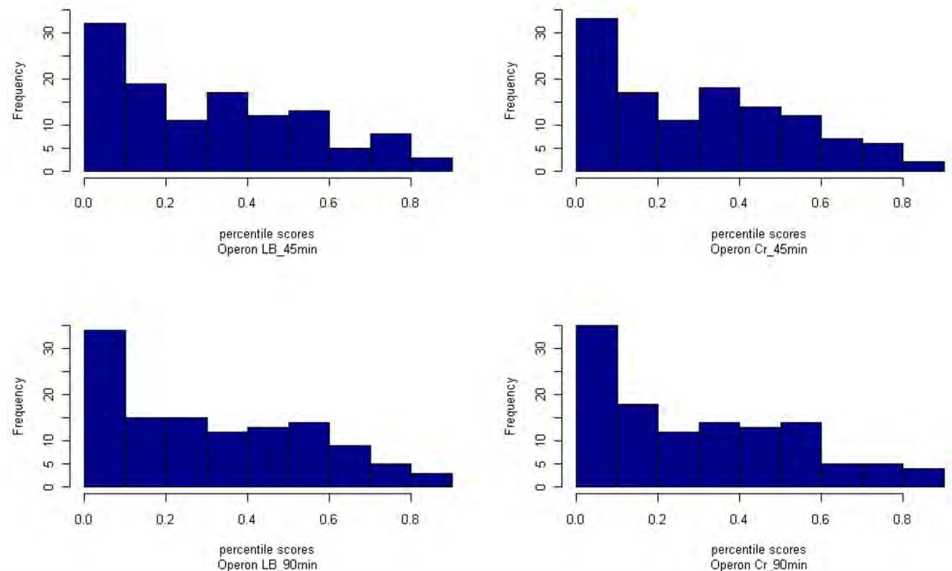 Frequency
30
20
10
5
0
0.0 0.2 0.4 0.6 0.8
percentile scores
Operon LB_45min
Frequency
30
20
10
5
0
0.0 0.2 0.4 0.6 0.8
percentile scores
Operon Cr_45min
Frequency
30
20
10
5
0
0.0 0.2 0.4 0.6 0.8
percentile scores
Operon LB_90min
Frequency
30
20
10
5
0
0.0 0.2 0.4 0.6 0.8
percentile scores
Operon Cr_90min